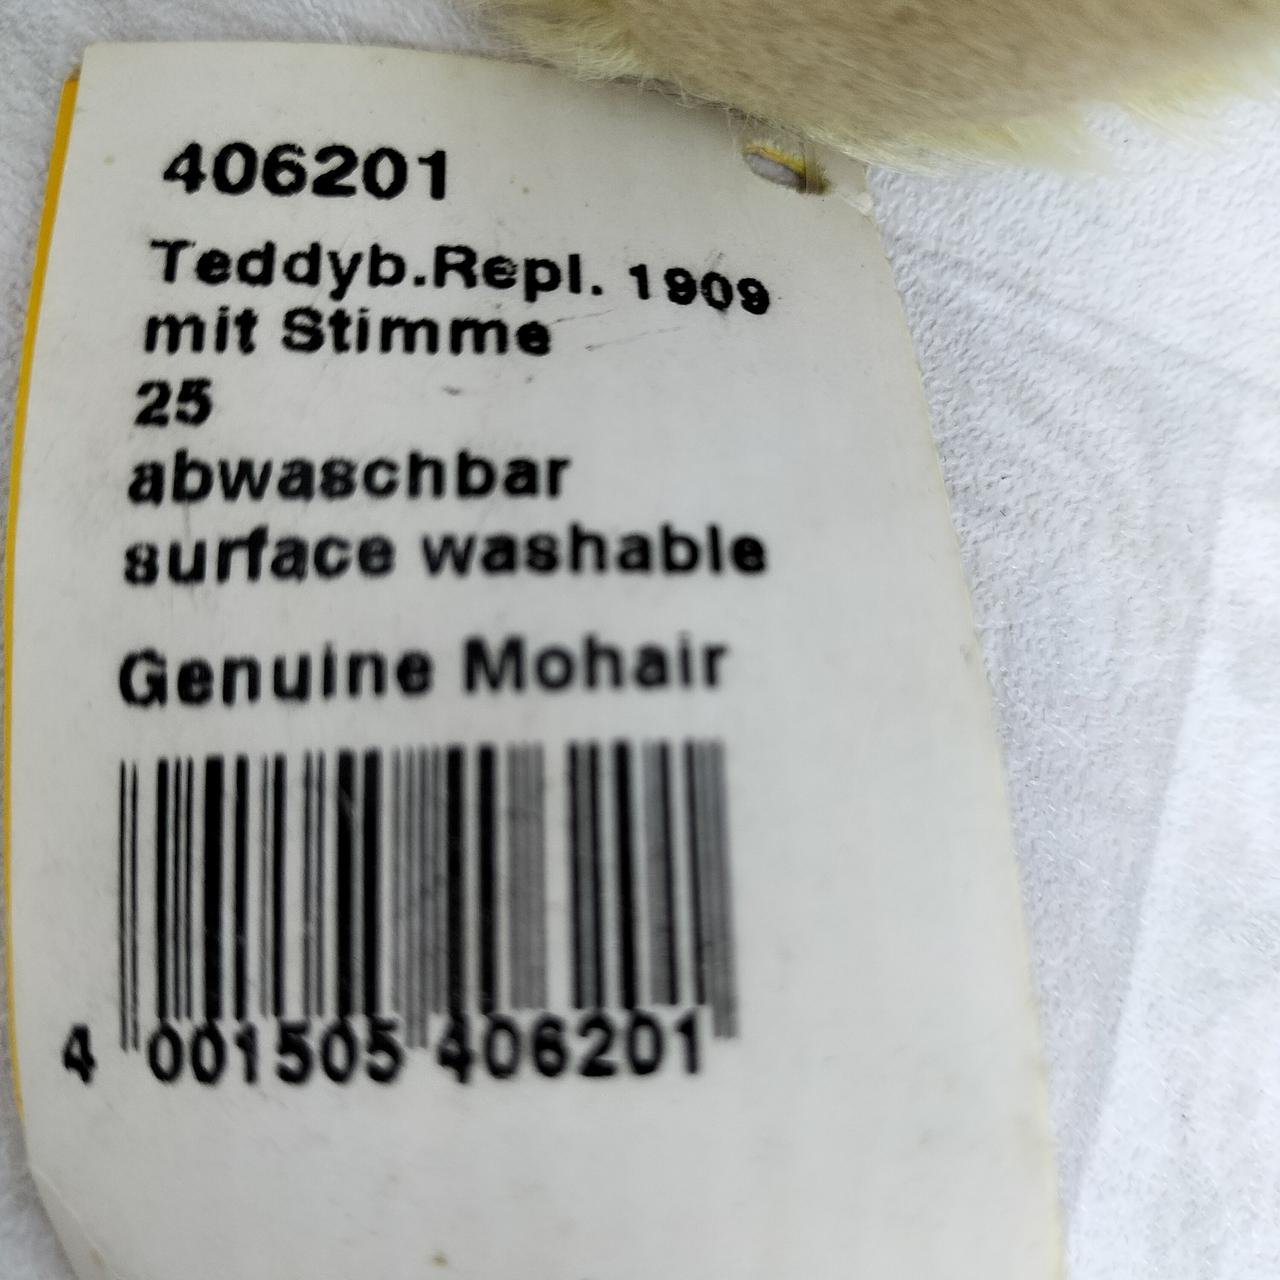 406201
Teddyb.Repl. 1909
mit Stimme
25
abwaschbar
surface washable
Genuine Mohair
4 001505 406201